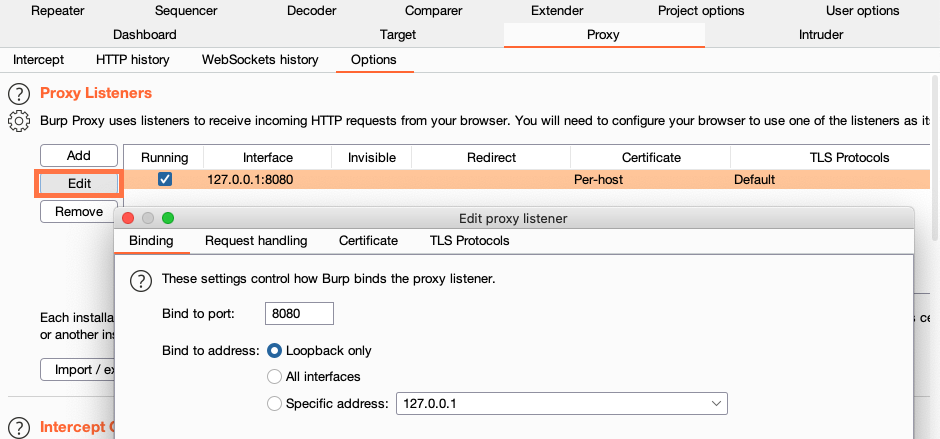 Repeater Sequencer Decoder Comparer Extender Project options User options
Dashboard Target Proxy Intruder
Intercept HTTP history WebSockets history Options
? Proxy Listeners
Burp Proxy uses listeners to receive incoming HTTP requests from your browser. You will need to configure your browser to use one of the listeners as it
Add Running Interface Invisible Redirect Certificate TLS Protocols
Edit 127.0.0.1:8080 Per-host Default
Remove
Edit proxy listener
Binding Request handling Certificate TLS Protocols
? These settings control how Burp binds the proxy listener.
Bind to port: 8080
Bind to address: Loopback only
All interfaces
Specific address: 127.0.0.1
Each installa
or another in
Import / e
? Intercept